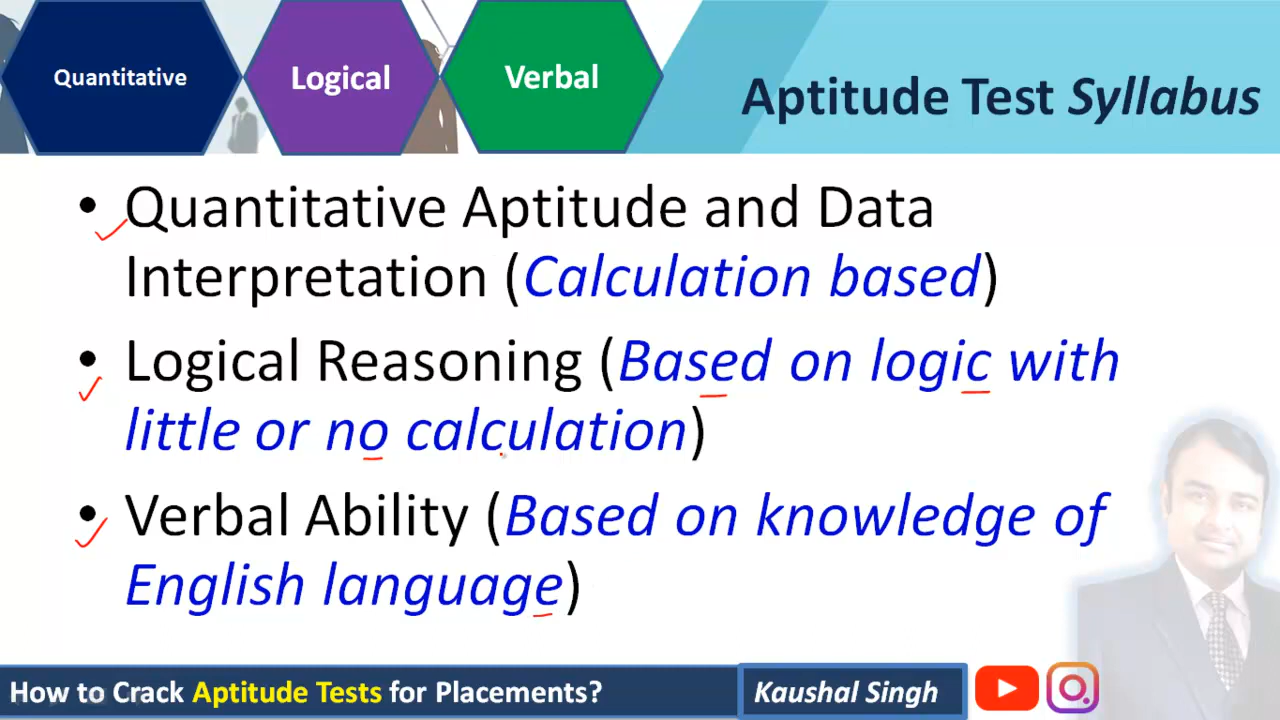 Quantitative
Logical
Verbal
Aptitude Test Syllabus
• Quantitative Aptitude and Data
Interpretation (Calculation based)
• Logical Reasoning (Based on logic with
little or no calculation)
• Verbal Ability (Based on knowledge of
English language)
How to Crack Aptitude Tests for Placements?
Kaushal Singh